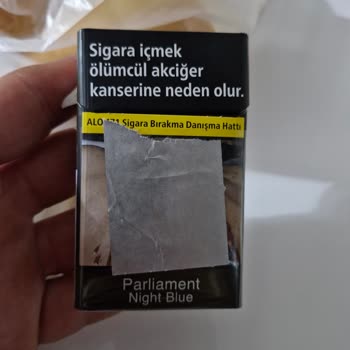 Sigara içmek
ölümcül akciğer
kanserine neden olur.
ALO 171 Sigara Bırakma Danışma Hattı
Parliament
Night Blue